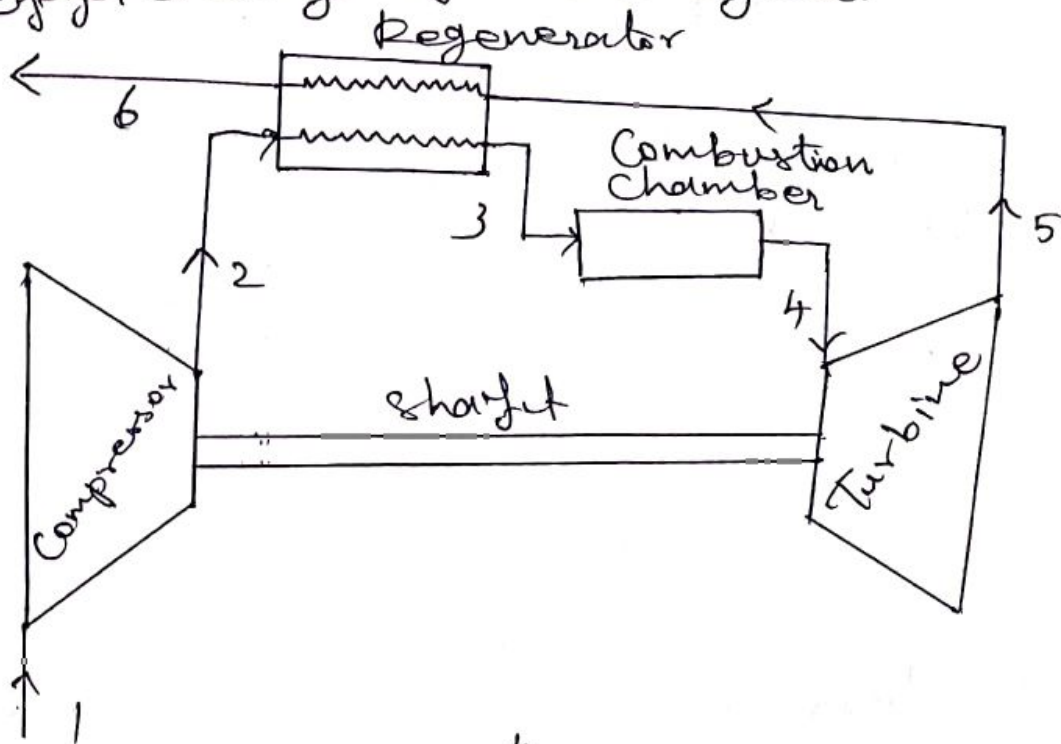 Regenerator
6
Combustion
Chamber
3
5
2
4
Shaft
Compressor
Turbine
1